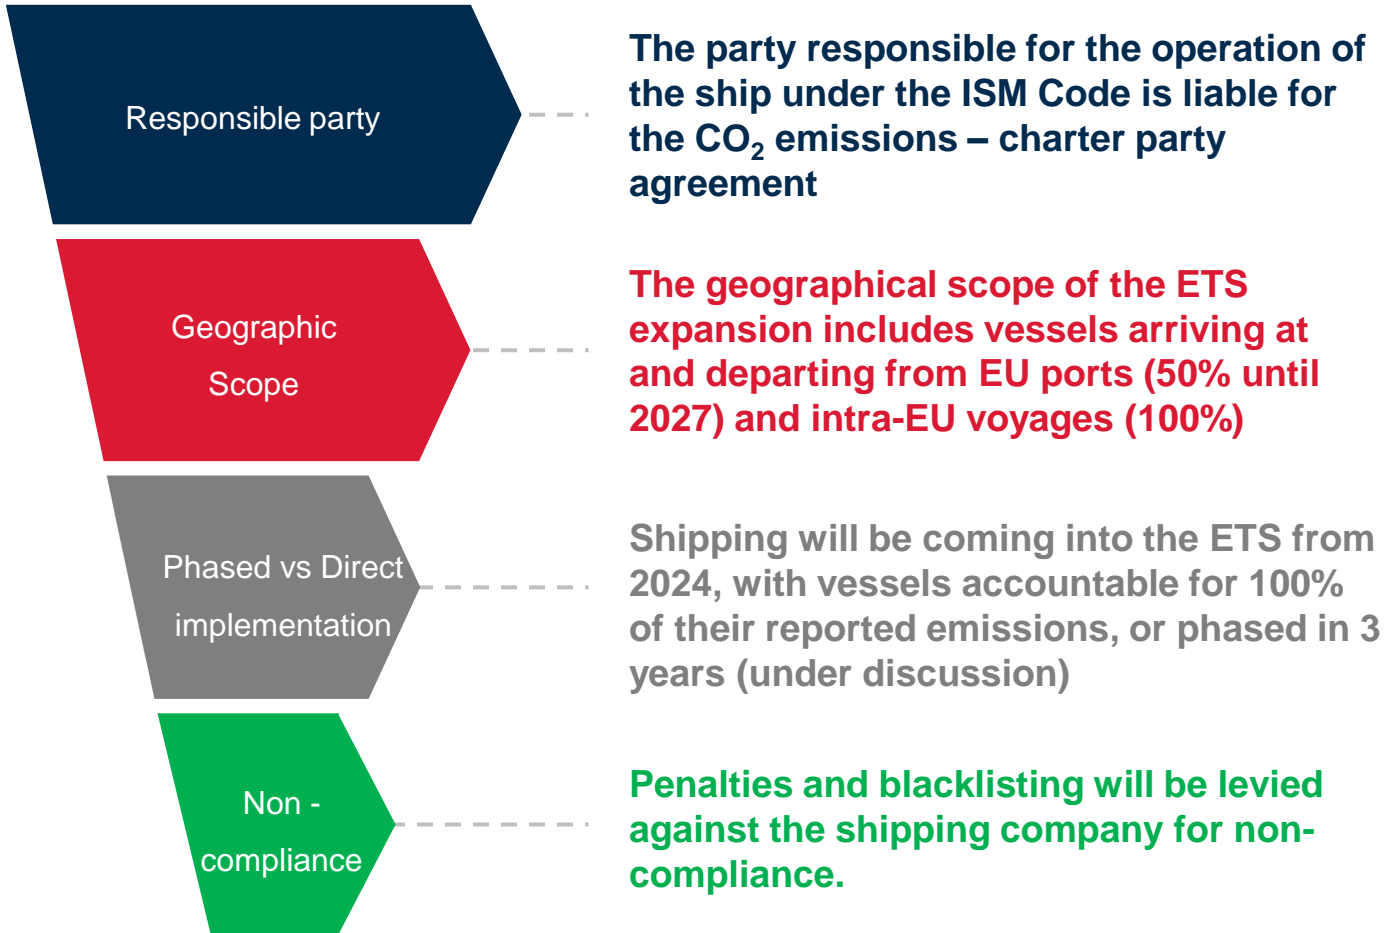 Responsible party
The party responsible for the operation of
the ship under the ISM Code is liable for
the CO₂ emissions – charter party
agreement
Geographic
Scope
The geographical scope of the ETS
expansion includes vessels arriving at
and departing from EU ports (50% until
2027) and intra-EU voyages (100%)
Phased vs Direct
implementation
Shipping will be coming into the ETS from
2024, with vessels accountable for 100%
of their reported emissions, or phased in 3
years (under discussion)
Non -
compliance
Penalties and blacklisting will be levied
against the shipping company for non-
compliance.